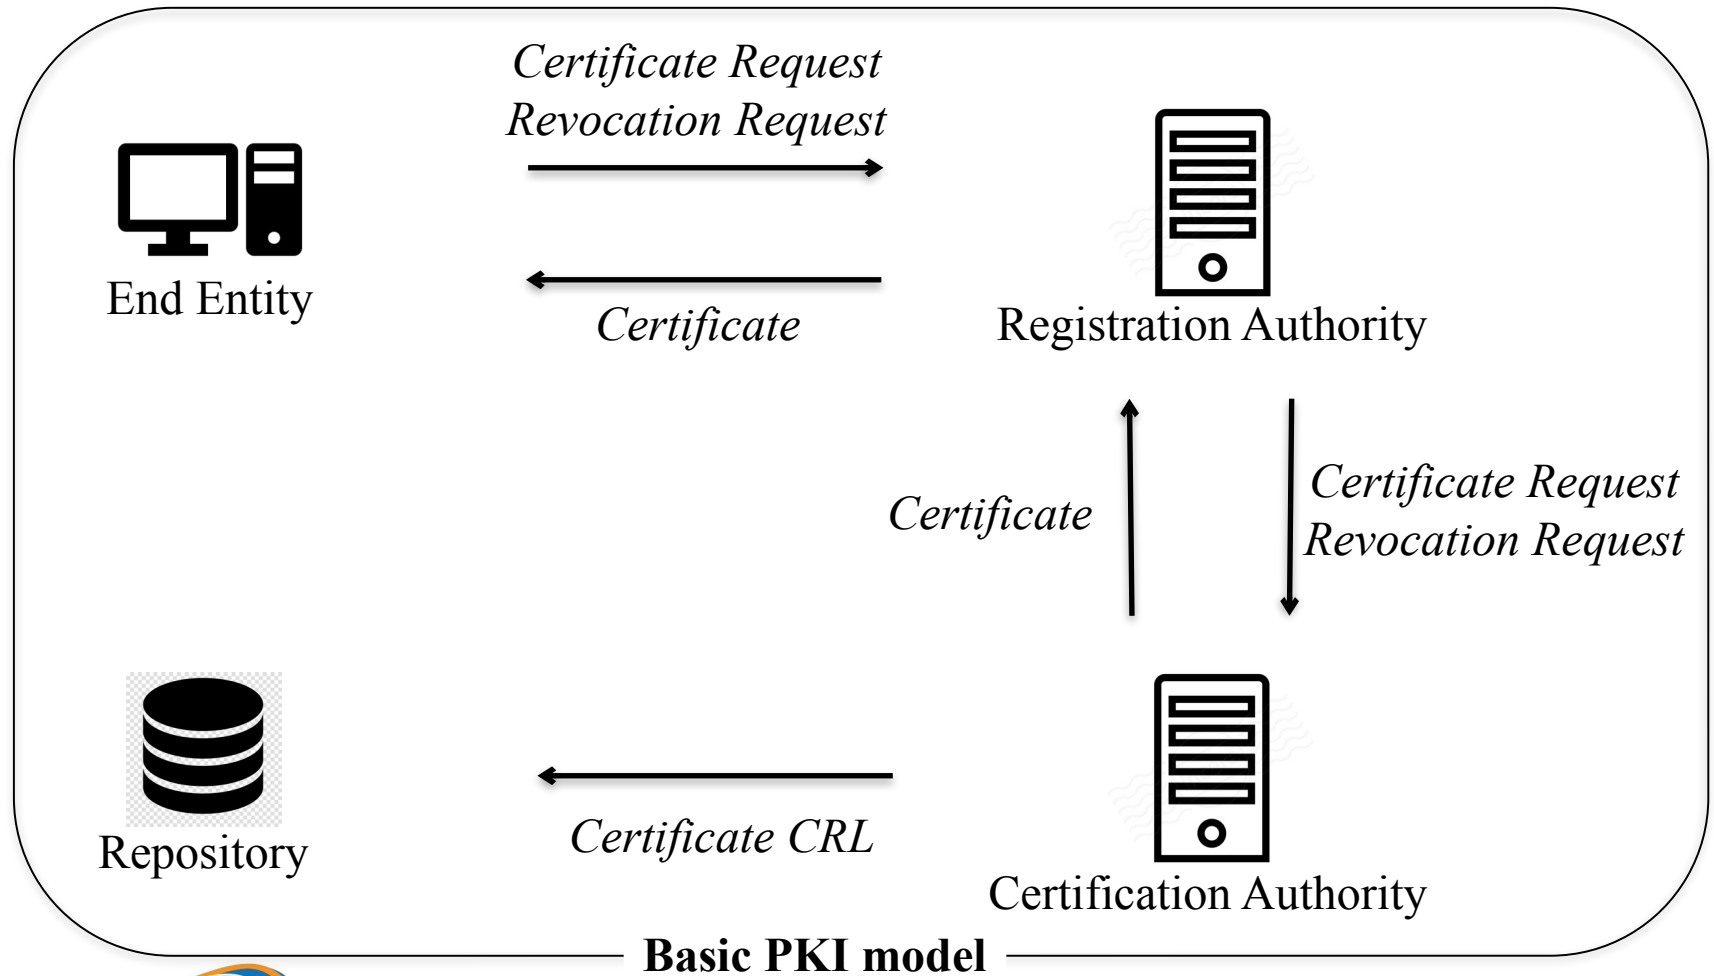 Certificate Request
Revocation Request
End Entity
Certificate
Registration Authority
Certificate
Certificate Request
Revocation Request
Repository
Certificate CRL
Certification Authority
Basic PKI model